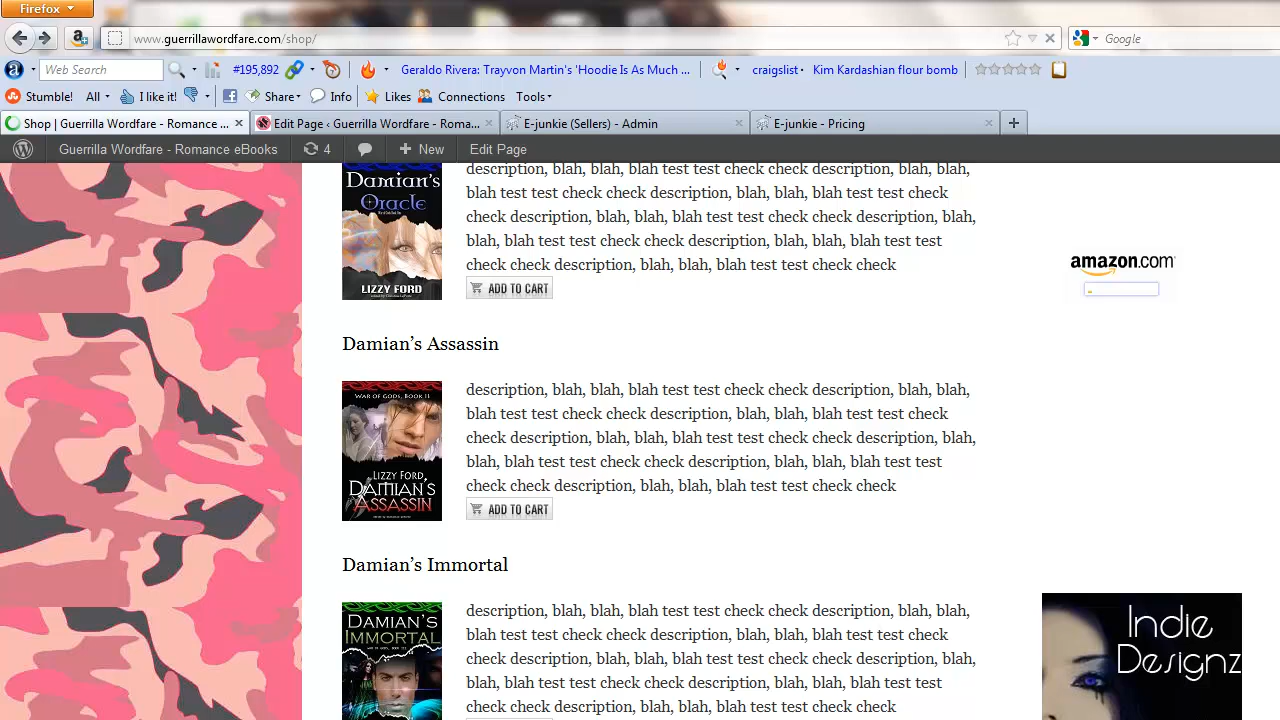 Firefox
www.guerrillawordfare.com/shop/
Google
Web Search
#195,892
Geraldo Rivera: Trayvon Martin's 'Hoodie Is As Much ...
craigslist
Kim Kardashian flour bomb
Stumble!
All
I like it!
Share
Info
Likes
Connections
Tools
Shop | Guerrilla Wordfare - Romance ...
Edit Page ‹ Guerrilla Wordfare - Roma...
E-junkie (Sellers) - Admin
E-junkie - Pricing
Guerrilla Wordfare - Romance eBooks
4
New
Edit Page
description, blah, blah, blah test test check check description, blah, blah,
blah test test check check description, blah, blah, blah test test check
check description, blah, blah, blah test test check check description, blah,
blah, blah test test check check description, blah, blah, blah test test
check check description, blah, blah, blah test test check check
Damian's
Oracle
LIZZY FORD
ADD TO CART
amazon.com
Damian's Assassin
description, blah, blah, blah test test check check description, blah, blah,
blah test test check check description, blah, blah, blah test test check
check description, blah, blah, blah test test check check description, blah,
blah, blah test test check check description, blah, blah, blah test test
check check description, blah, blah, blah test test check check
WAR OF GODS, BOOK II
LIZZY FORD
DAMIAN'S
ASSASSIN
ADD TO CART
Damian's Immortal
description, blah, blah, blah test test check check description, blah, blah,
blah test test check check description, blah, blah, blah test test check
check description, blah, blah, blah test test check check description, blah,
blah, blah test test check check description, blah, blah, blah test test
check check description, blah, blah, blah test test check check
DAMIAN'S
IMMORTAL
WAR OF GODS, BOOK III
Indie
Designz